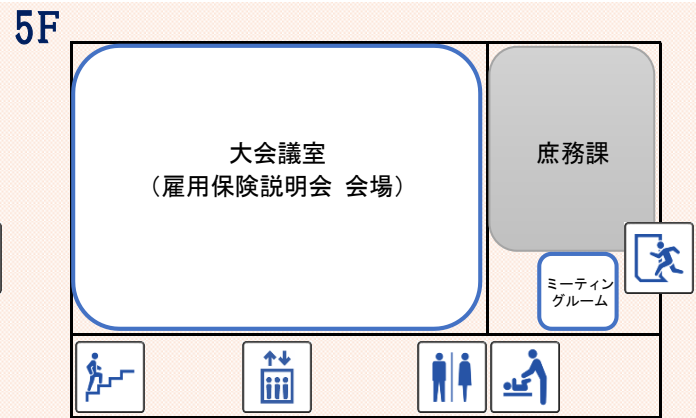 5F
大会議室
（雇用保険説明会 会場）
庶務課
ミーティン
グルーム